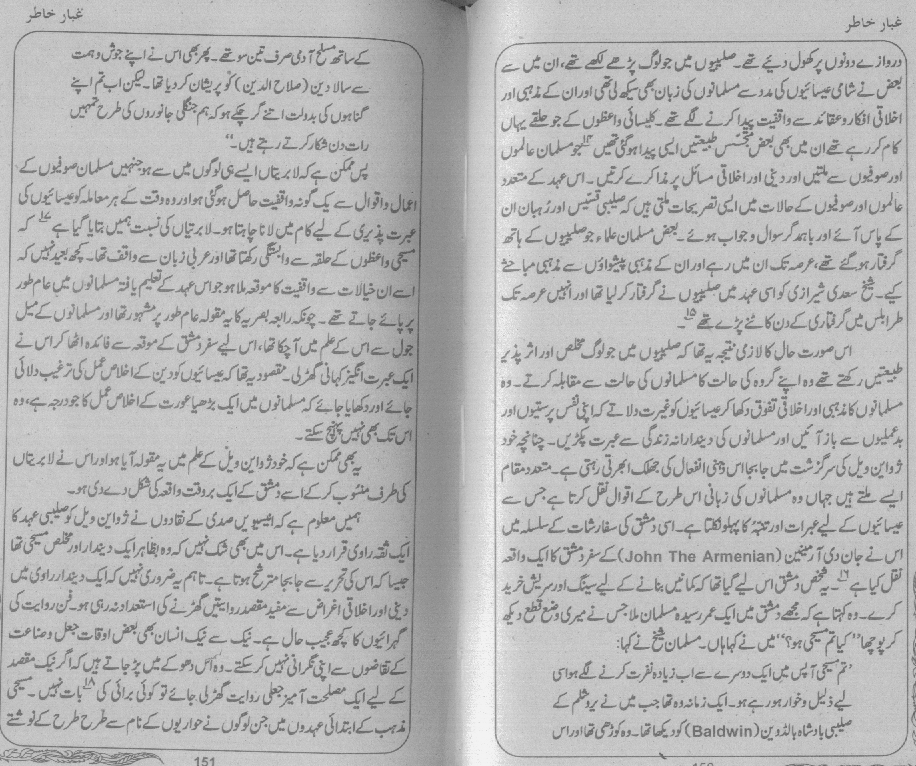 غبار خاطر
دروازے دونوں پر کھول دئیے تھے۔ صلیبیوں میں جو لوگ پڑھے لکھے تھے، ان میں سے
بعض نے شامی عیسائیوں کی مدد سے مسلمانوں کی زبان بھی سیکھ لی تھی اور ان کے مذہبی اور
اخلاقی افکار و عقائد سے واقفیت پیدا کرنے لگے تھے۔ کلیسائی واعظوں کے جو حلقے یہاں
کام کر رہے تھے ان میں بھی بعض متجسس طبیعتیں ایسی پیدا ہو گئی تھیں ۱۴؎ جو مسلمان عالموں
اور صوفیوں سے ملتیں اور دینی اور اخلاقی مسائل پر مذاکرے کرتیں۔ اس عہد کے متعدد
عالموں اور صوفیوں کے حالات میں ایسی تصریحات ملتی ہیں کہ صلیبی قسیس اور رُہبان ان
کے پاس آئے اور باہمدگر سوال و جواب ہوئے۔ بعض مسلمان علماء جو صلیبیوں کے ہاتھ
گرفتار ہو گئے تھے، عرصہ تک ان میں رہے اور ان کے مذہبی پیشواؤں سے مذہبی مباحثے
کیے۔ شیخ سعدی شیرازی کو اسی عہد میں صلیبیوں نے گرفتار کر لیا تھا اور انہیں عرصہ تک
طرابلس میں گرفتاری کے دن کاٹنے پڑے تھے ۱۵؎۔
اس صورت حال کا لازمی نتیجہ یہ تھا کہ صلیبیوں میں جو لوگ مخلص اور اثر پذیر
طبیعتیں رکھتے تھے وہ اپنے گروہ کی حالت کا مسلمانوں کی حالت سے مقابلہ کرتے۔ وہ
مسلمانوں کا مذہبی اور اخلاقی تفوق دکھا کر عیسائیوں کو غیرت دلاتے کہ اپنی نفس پرستیوں اور
بدعملیوں سے باز آئیں اور مسلمانوں کی دیندارانہ زندگی سے عبرت پکڑیں۔ چنانچہ خود
ژواین ویل کی سرگزشت میں جابجا اس ذہنی انفعال کی جھلک ابھرتی رہتی ہے۔ متعدد مقام
ایسے ملتے ہیں جہاں وہ مسلمانوں کی زبانی اس طرح کے اقوال نقل کرتا ہے جس سے
عیسائیوں کے لیے عبرات اور تنبّہ کا پہلو نکلتا ہے۔ اسی دمشق کی سفارشات کے سلسلہ میں
اس نے جان دی آرمینین (John The Armenian) کے سفر دمشق کا ایک واقعہ
نقل کیا ہے ۱۶؎۔ یہ شخص دمشق اس لیے گیا تھا کہ کمانیں بنانے کے لیے سینگ اور سریش خرید
کرے۔ وہ کہتا ہے کہ مجھے دمشق میں ایک عمر رسیدہ مسلمان ملا جس نے میری وضع قطع دیکھ
کر پوچھا ’’کیا تم مسیحی ہو؟‘‘ میں نے کہا ہاں۔ مسلمان شیخ نے کہا:
’’تم مسیحی آپس میں ایک دوسرے سے اب زیادہ نفرت کرنے لگے ہو اسی
لیے ذلیل و خوار ہو رہے ہو۔ ایک زمانہ وہ تھا جب میں نے یروشلم کے
صلیبی بادشاہ بالڈوین (Baldwin) کو دیکھا تھا۔ وہ کوڑھی تھا اور اس
غبار خاطر
کے ساتھ مسلح آدمی صرف تین سو تھے۔ پھر بھی اس نے اپنے جوش و ہمت
سے سالادین (صلاح الدین) کو پریشان کر دیا تھا۔ لیکن اب تم اپنے
گناہوں کی بدولت اتنے گر چکے ہو کہ ہم جنگلی جانوروں کی طرح تمہیں
رات دن شکار کرتے رہتے ہیں۔‘‘
پس ممکن ہے کہ لا بریتاں ایسے ہی لوگوں میں سے ہو جنہیں مسلمان صوفیوں کے
اعمال و اقوال سے یک گونہ واقفیت حاصل ہو گئی ہو اور وہ وقت کے ہر معاملہ کو عیسائیوں کی
عبرت پذیری کے لیے کام میں لانا چاہتا ہو۔ لا برتیاں کی نسبت ہمیں بتایا گیا ہے ۱۷؎ کہ
مسیحی واعظوں کے حلقہ سے وابستگی رکھتا تھا اور عربی زبان سے واقف تھا۔ کچھ بعید نہیں کہ
اسے ان خیالات سے واقفیت کا موقعہ ملا ہو جو اس عہد کے تعلیم یافتہ مسلمانوں میں عام طور
پر پائے جاتے تھے۔ چونکہ رابعہ بصریہ کا یہ مقولہ عام طور پر مشہور تھا اور مسلمانوں کے میل
جول سے اس کے علم میں آ چکا تھا، اس لیے سفر دمشق کے موقعہ سے فائدہ اٹھا کر اس نے
ایک عبرت انگیز کہانی گھڑ لی۔ مقصود یہ تھا کہ عیسائیوں کو دین کے اخلاص عمل کی ترغیب دلائی
جائے اور دکھایا جائے کہ مسلمانوں میں ایک بڑھیا عورت کے اخلاص عمل کا جو درجہ ہے، وہ
اس تک بھی نہیں پہنچ سکتے۔
یہ بھی ممکن ہے کہ خود ژواین ویل کے علم میں یہ مقولہ آیا ہو اور اس نے لا بریتاں
کی طرف منسُوب کر کے اسے دمشق کے ایک بروقت واقعہ کی شکل دے دی ہو۔
ہمیں معلوم ہے کہ انیسویں صدی کے نقادوں نے ژواین ویل کو صلیبی عہد کا
ایک ثقہ راوی قرار دیا ہے۔ اس میں بھی شک نہیں کہ وہ بظاہر ایک دیندار اور مخلص مسیحی تھا
جیسا کہ اس کی تحریر سے جابجا مترشح ہوتا ہے۔ تاہم یہ ضروری نہیں کہ ایک دیندار راوی میں
دینی اور اخلاقی اغراض سے مفید مقصد روایتیں گھڑنے کی استعداد نہ رہی ہو۔ فن روایت کی
گہرائیوں کا کچھ عجیب حال ہے۔ نیک سے نیک انسان بھی بعض اوقات جعل و صناعت
کے تقاضوں سے اپنی نگرانی نہیں کر سکتے۔ وہ اس دھوکے میں پڑ جاتے ہیں کہ اگر نیک مقصد
کے لیے ایک مصلحت آمیز جعلی روایت گھڑ لی جائے تو کوئی برائی کی ۱۸؎ بات نہیں۔ مسیحی
مذہب کے ابتدائی عہدوں میں جن لوگوں نے حواریوں کے نام سے طرح طرح کے نوشتے
151